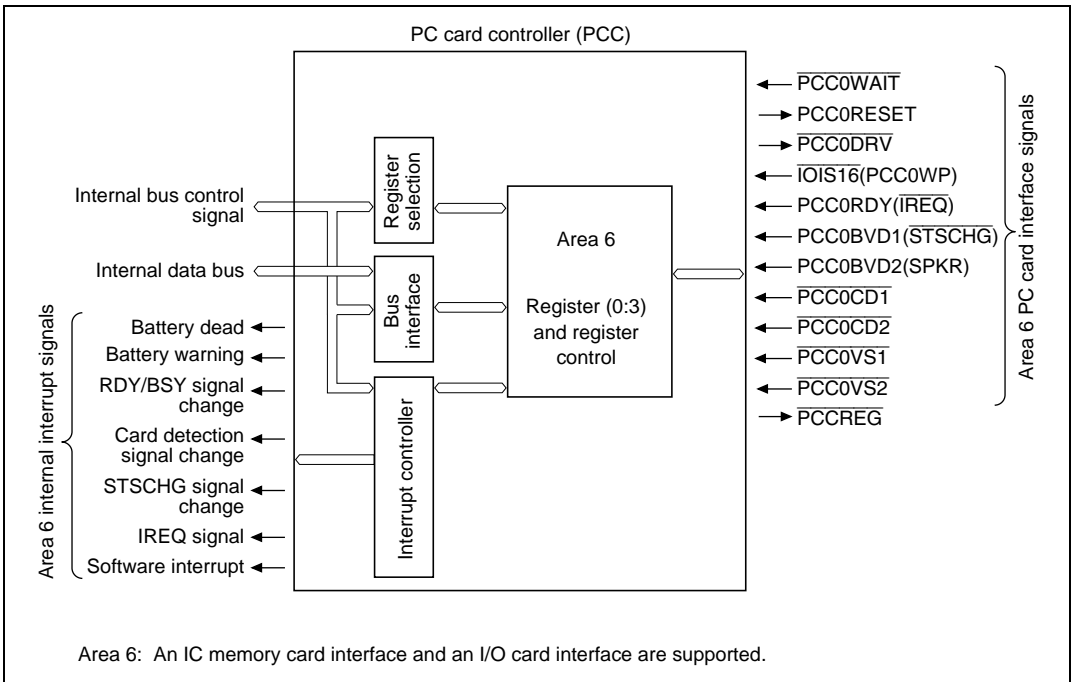 PC card controller (PCC)
Internal bus control
signal
Internal data bus
Area 6 internal interrupt signals
Battery dead
Battery warning
RDY/BSY signal
change
Card detection
signal change
STSCHG signal
change
IREQ signal
Software interrupt
Register
selection
Bus
interface
Interrupt controller
Area 6
Register (0:3)
and register
control
PCC0WAIT
PCC0RESET
PCC0DRV
IOIS16(PCC0WP)
PCC0RDY(IREQ)
PCC0BVD1(STSCHG)
PCC0BVD2(SPKR)
PCC0CD1
PCC0CD2
PCC0VS1
PCC0VS2
PCCREG
Area 6 PC card interface signals
Area 6: An IC memory card interface and an I/O card interface are supported.